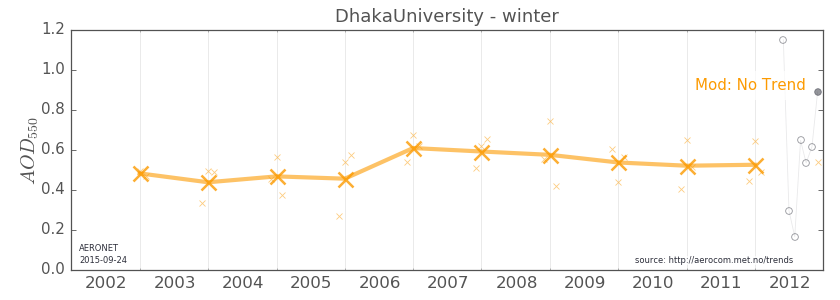 DhakaUniversity - winter
1.2
1.0
0.8
0.6
0.4
0.2
0.0
AOD550
Mod: No Trend
AERONET
2015-09-24
source: http://aerocom.met.no/trends
2002 2003 2004 2005 2006 2007 2008 2009 2010 2011 2012